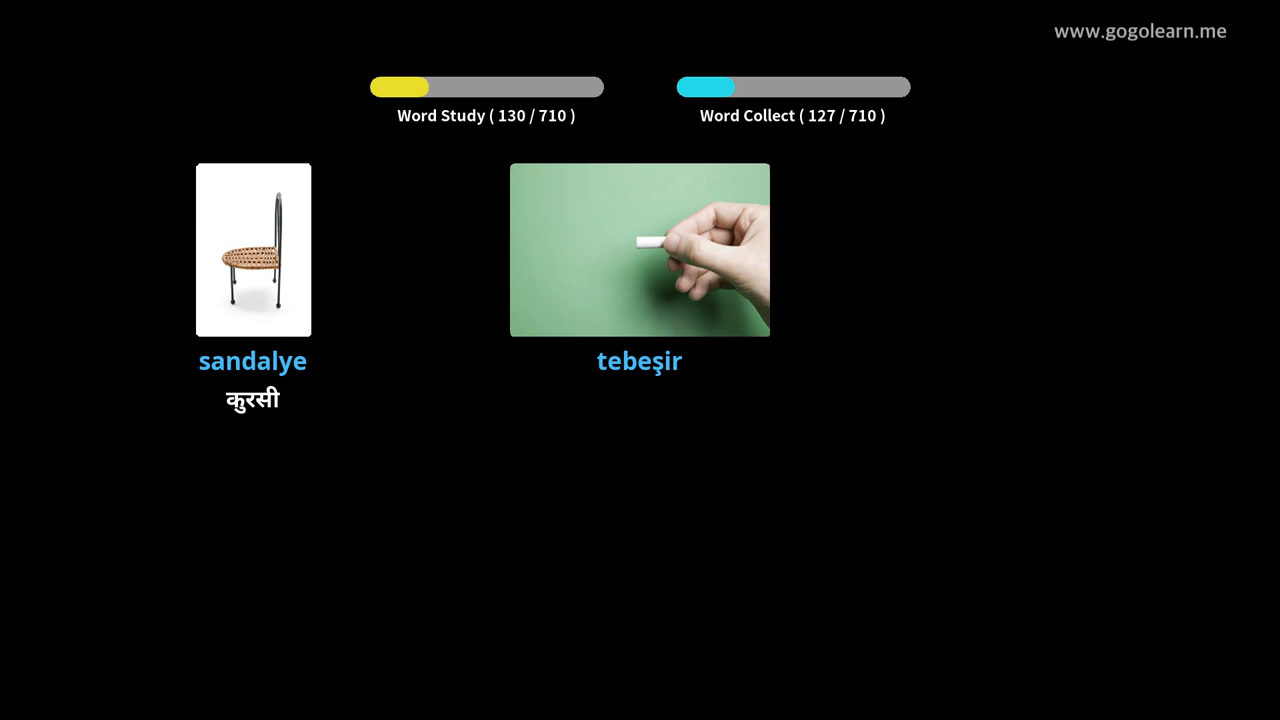 www.gogolearn.me
Word Study ( 130 / 710 )
Word Collect ( 127 / 710 )
sandalye
कुरसी
tebeşir